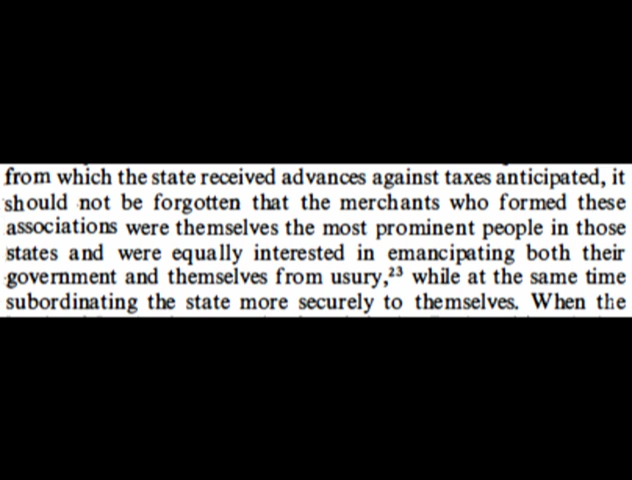 from which the state received advances against taxes anticipated, it
should not be forgotten that the merchants who formed these
associations were themselves the most prominent people in those
states and were equally interested in emancipating both their
government and themselves from usury,²³ while at the same time
subordinating the state more securely to themselves. When the